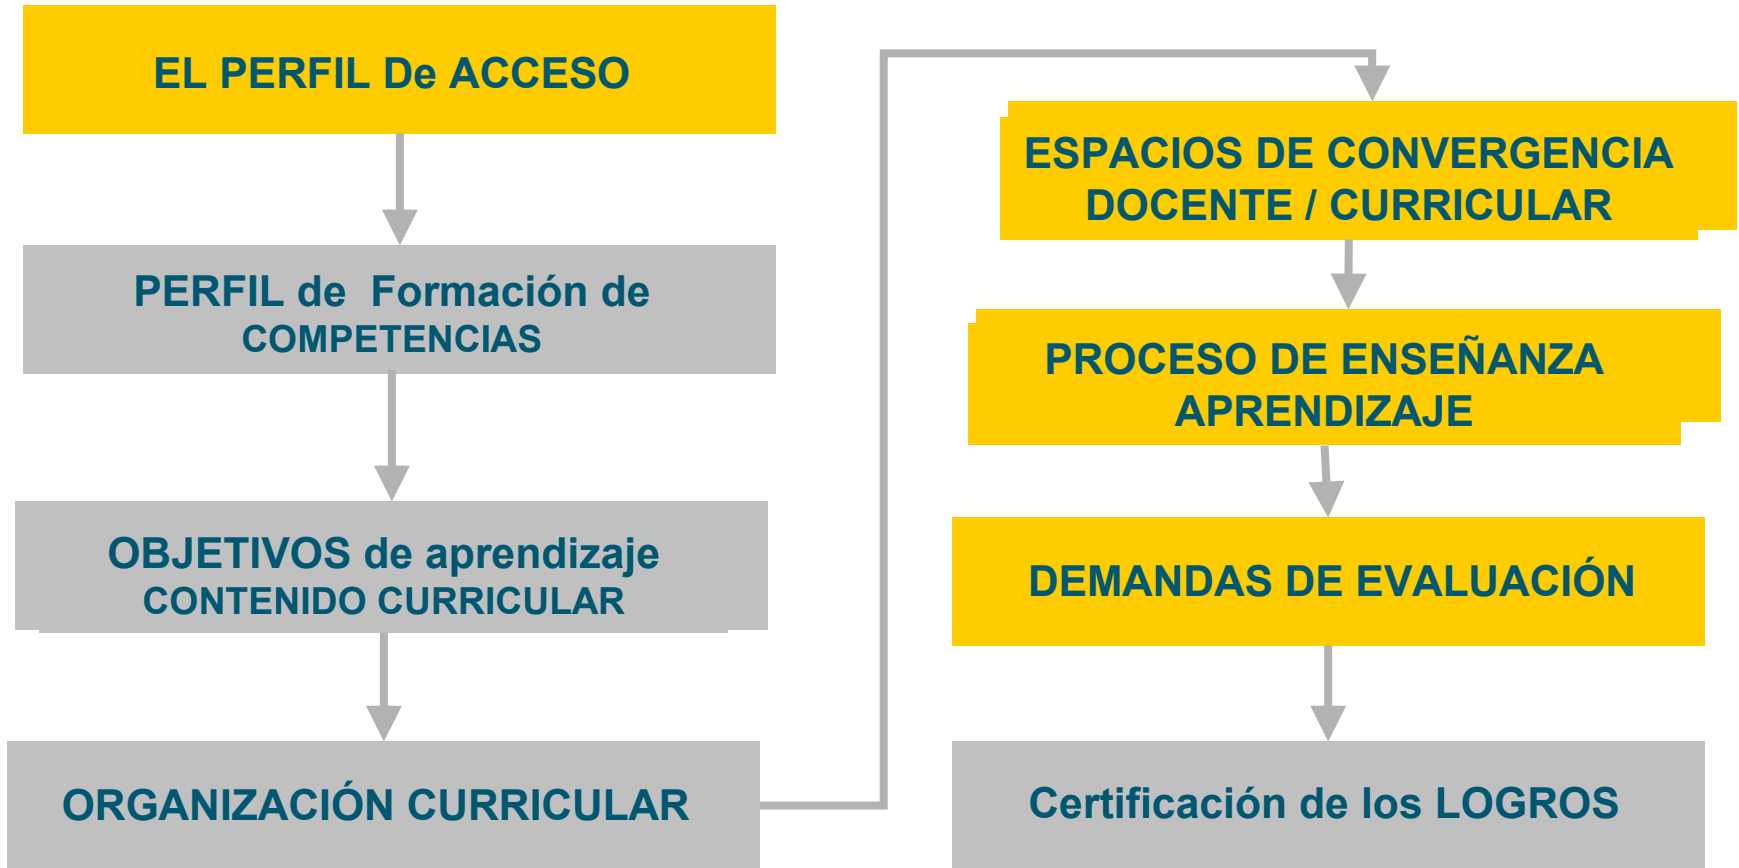 EL PERFIL De ACCESO
PERFIL de Formación de
COMPETENCIAS
OBJETIVOS de aprendizaje
CONTENIDO CURRICULAR
ORGANIZACIÓN CURRICULAR
ESPACIOS DE CONVERGENCIA
DOCENTE / CURRICULAR
PROCESO DE ENSEÑANZA
APRENDIZAJE
DEMANDAS DE EVALUACIÓN
Certificación de los LOGROS